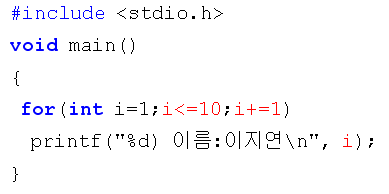 #include <stdio.h>
void main()
{
for(int i=1;i<=10;i+=1)
printf("%d) 이름:이지연\n", i);
}